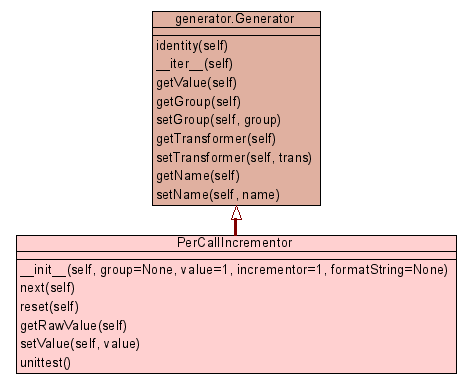 generator.Generator
identity(self)
__iter__(self)
getValue(self)
getGroup(self)
setGroup(self, group)
getTransformer(self)
setTransformer(self, trans)
getName(self)
setName(self, name)
PerCallIncrementor
__init__(self, group=None, value=1, incrementor=1, formatString=None)
next(self)
reset(self)
getRawValue(self)
setValue(self, value)
unittest()